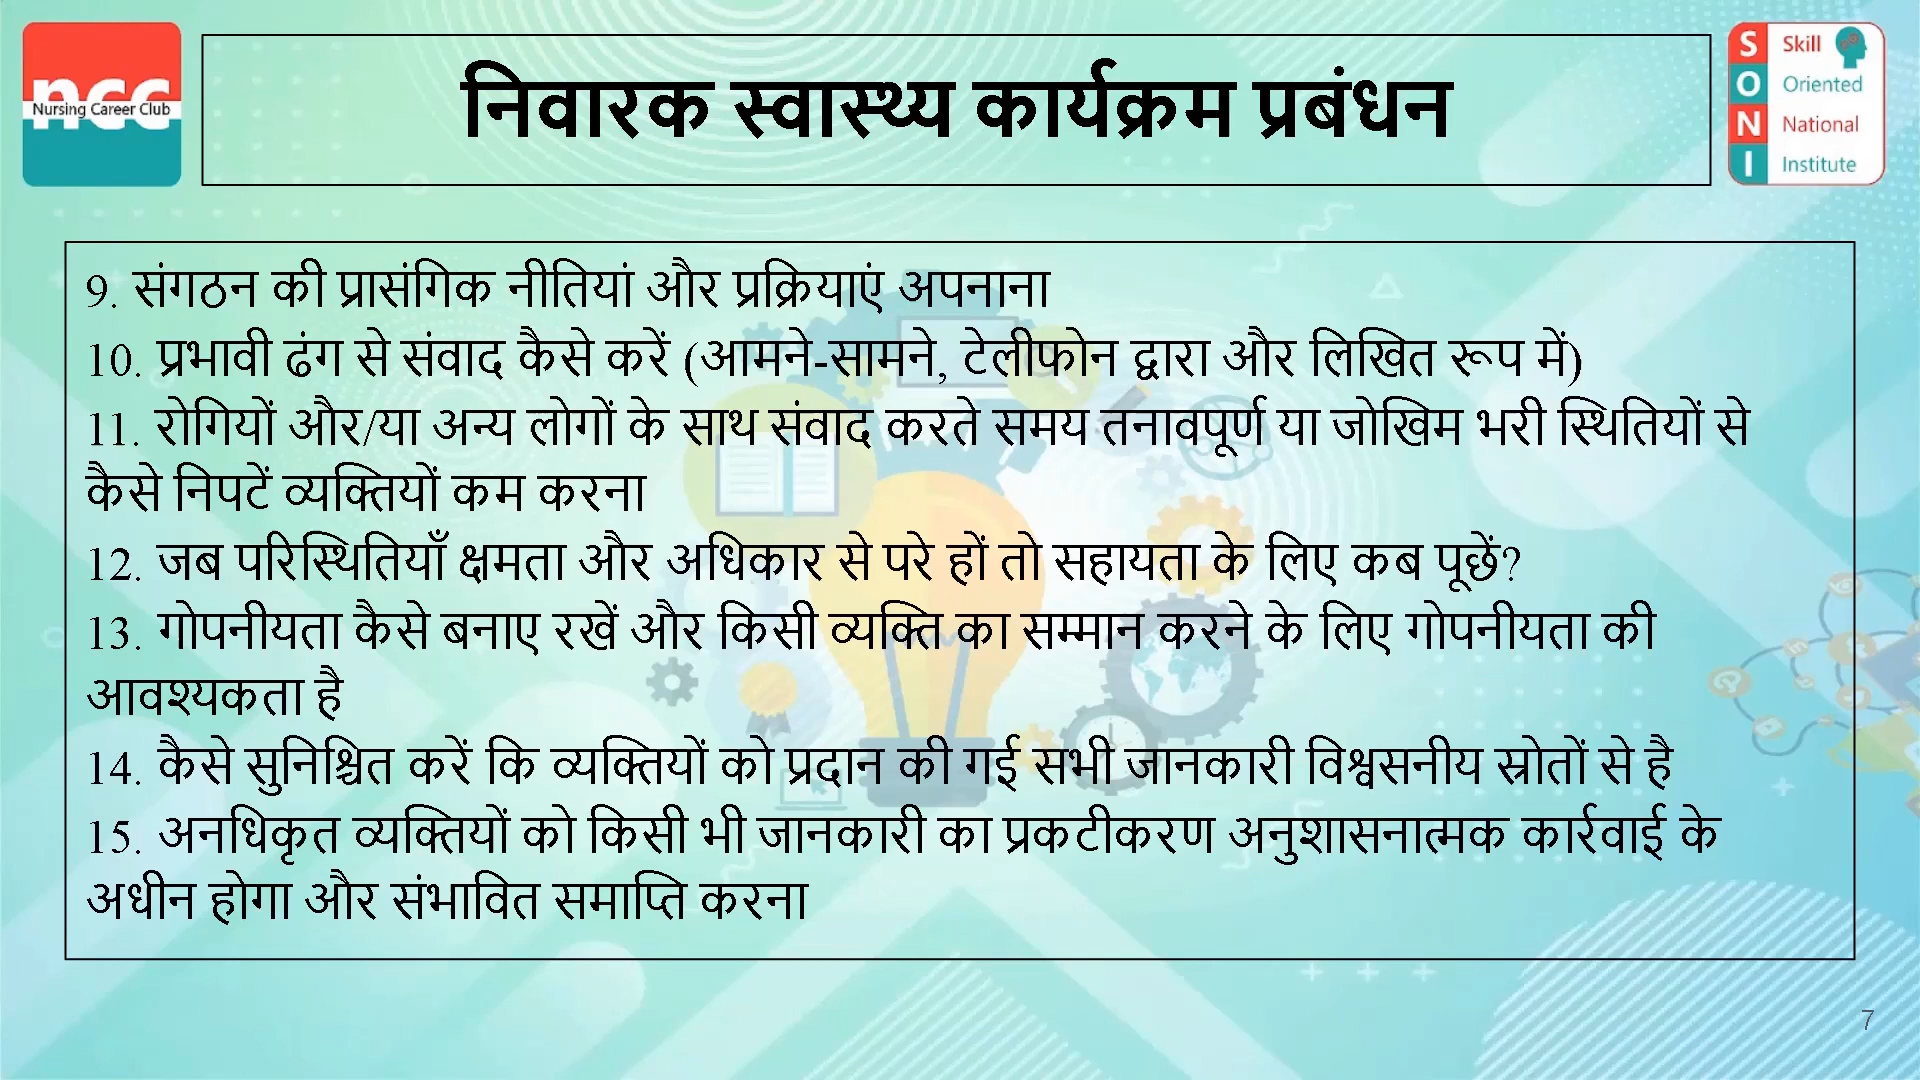 ncc
Nursing Career Club
निवारक स्वास्थ्य कार्यक्रम प्रबंधन
S Skill
O Oriented
N National
I Institute
9. संगठन की प्रासंगिक नीतियां और प्रक्रियाएं अपनाना
10. प्रभावी ढंग से संवाद कैसे करें (आमने-सामने, टेलीफोन द्वारा और लिखित रूप में)
11. रोगियों और/या अन्य लोगों के साथ संवाद करते समय तनावपूर्ण या जोखिम भरी स्थितियों से
कैसे निपटें व्यक्तियों कम करना
12. जब परिस्थितियाँ क्षमता और अधिकार से परे हों तो सहायता के लिए कब पूछें?
13. गोपनीयता कैसे बनाए रखें और किसी व्यक्ति का सम्मान करने के लिए गोपनीयता की
आवश्यकता है
14. कैसे सुनिश्चित करें कि व्यक्तियों को प्रदान की गई सभी जानकारी विश्वसनीय स्रोतों से है
15. अनधिकृत व्यक्तियों को किसी भी जानकारी का प्रकटीकरण अनुशासनात्मक कार्रवाई के
अधीन होगा और संभावित समाप्ति करना
7